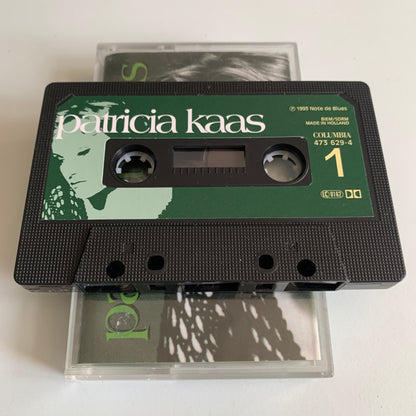 patricia kaas
℗ 1993 Note de Blues
BIEM/SDRM
MADE IN HOLLAND
COLUMBIA
473 629-4
1